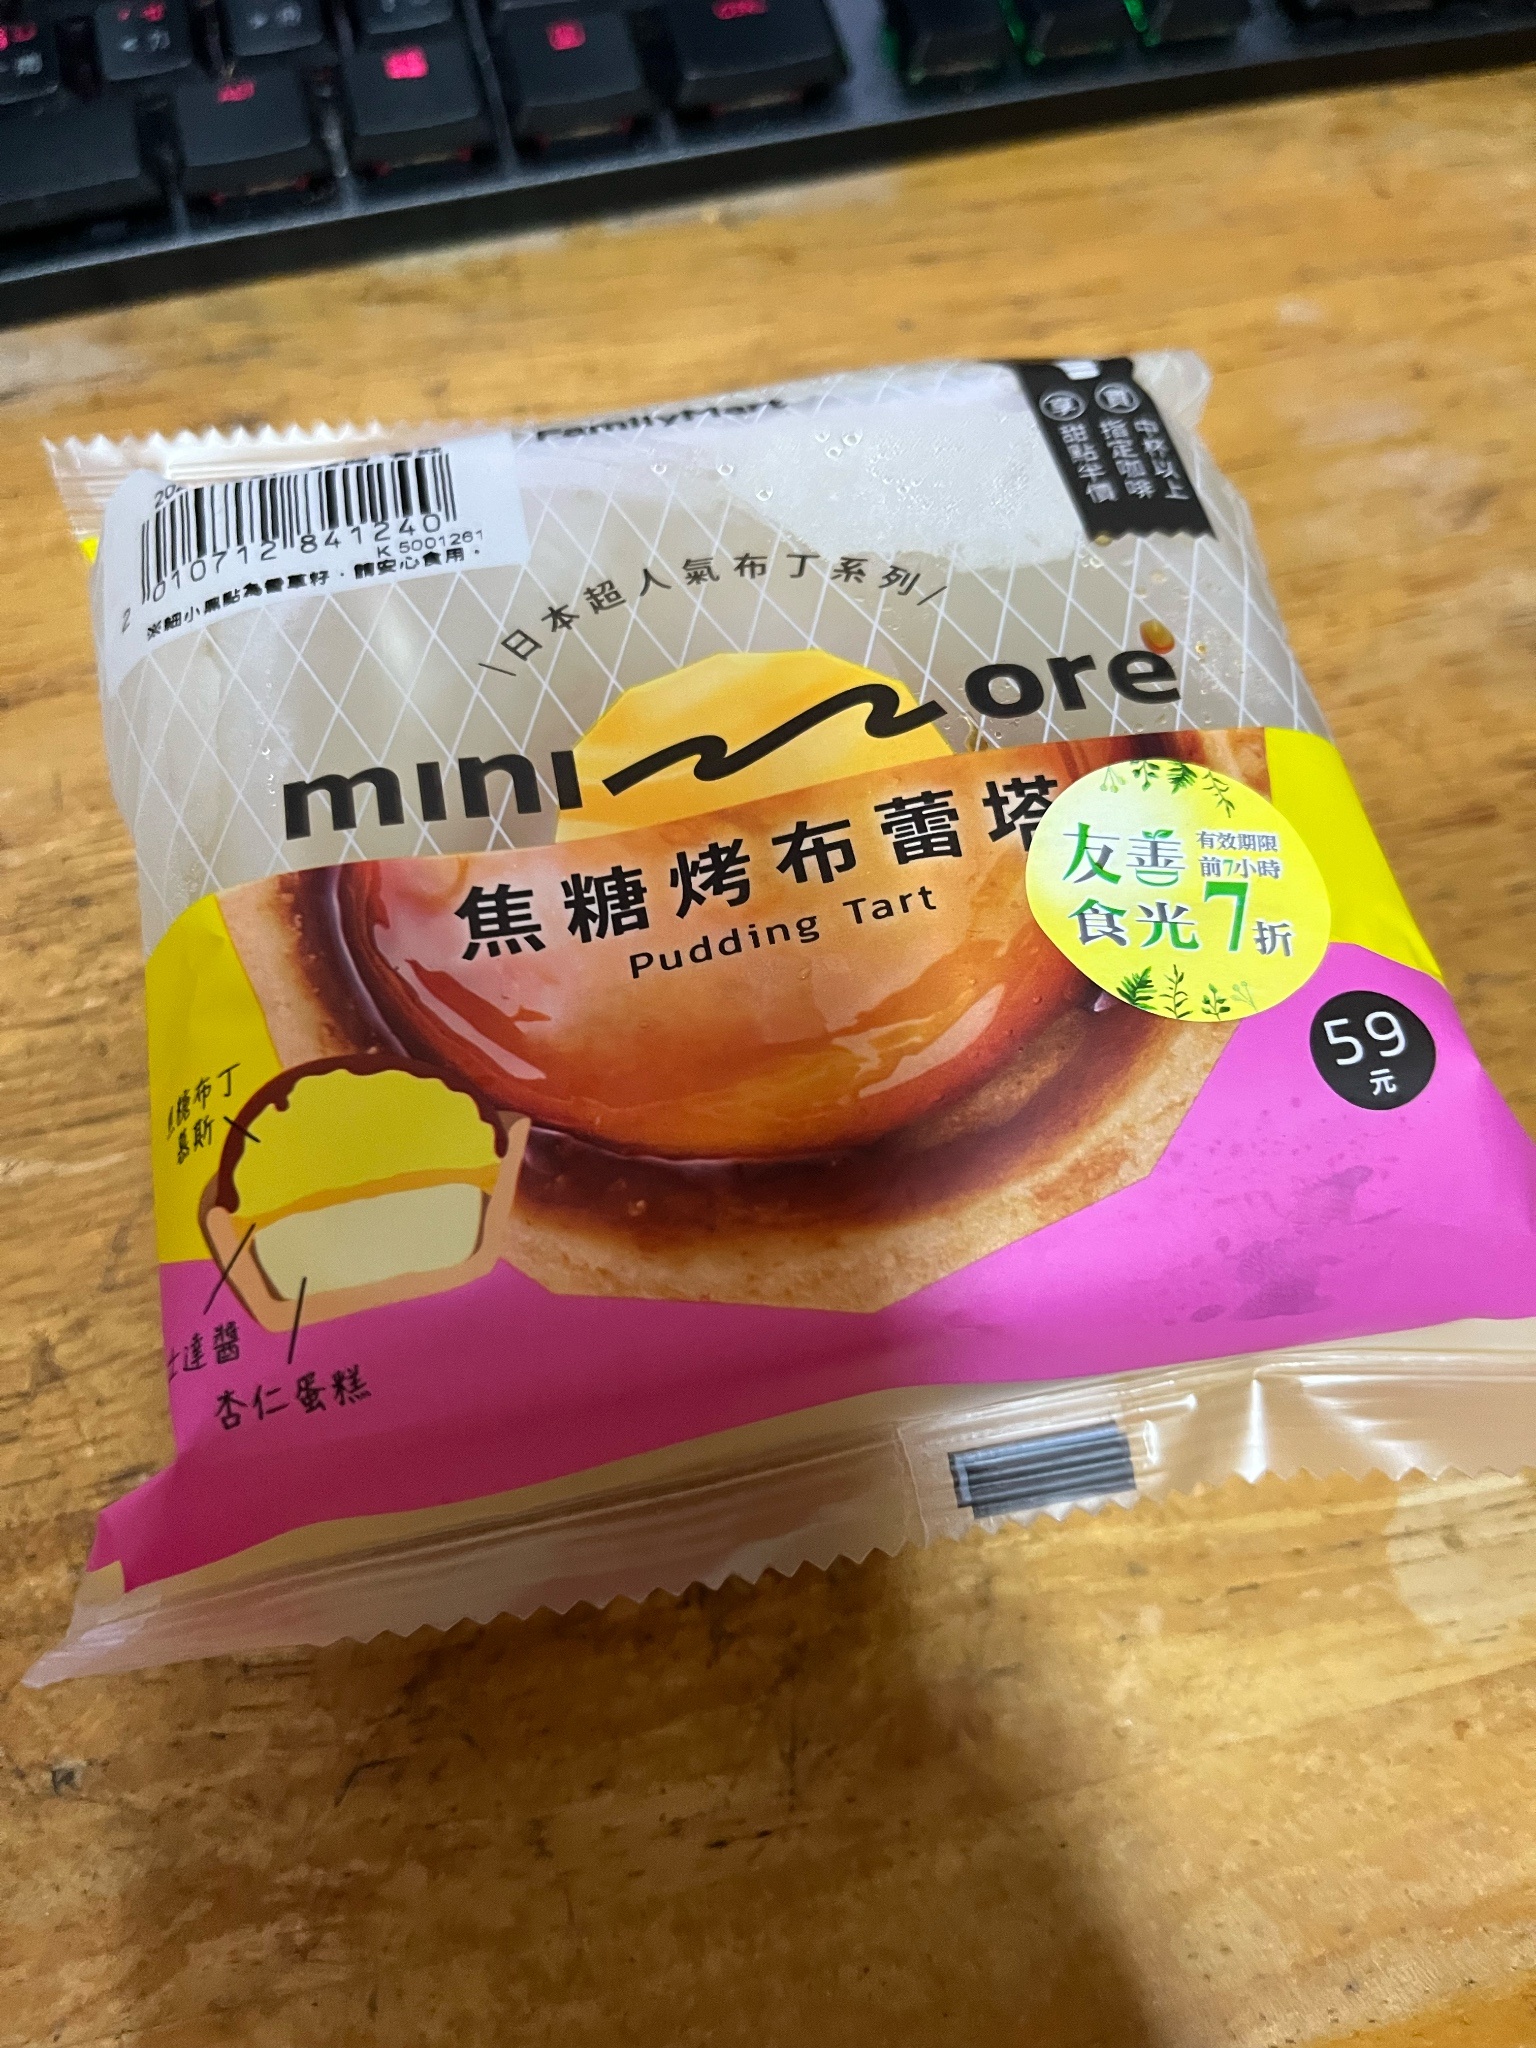 FamilyMart
010712 841240
K5001261
2
※細小黑點為香草籽，請安心食用。
買 中杯以上
指定咖啡
享 甜點半價
\日本超人氣布丁系列/
mini more
焦糖烤布蕾塔
Pudding Tart
友善食光
有效期限
前7小時
7折
59
元
焦糖布丁
慕斯
士達醬
杏仁蛋糕